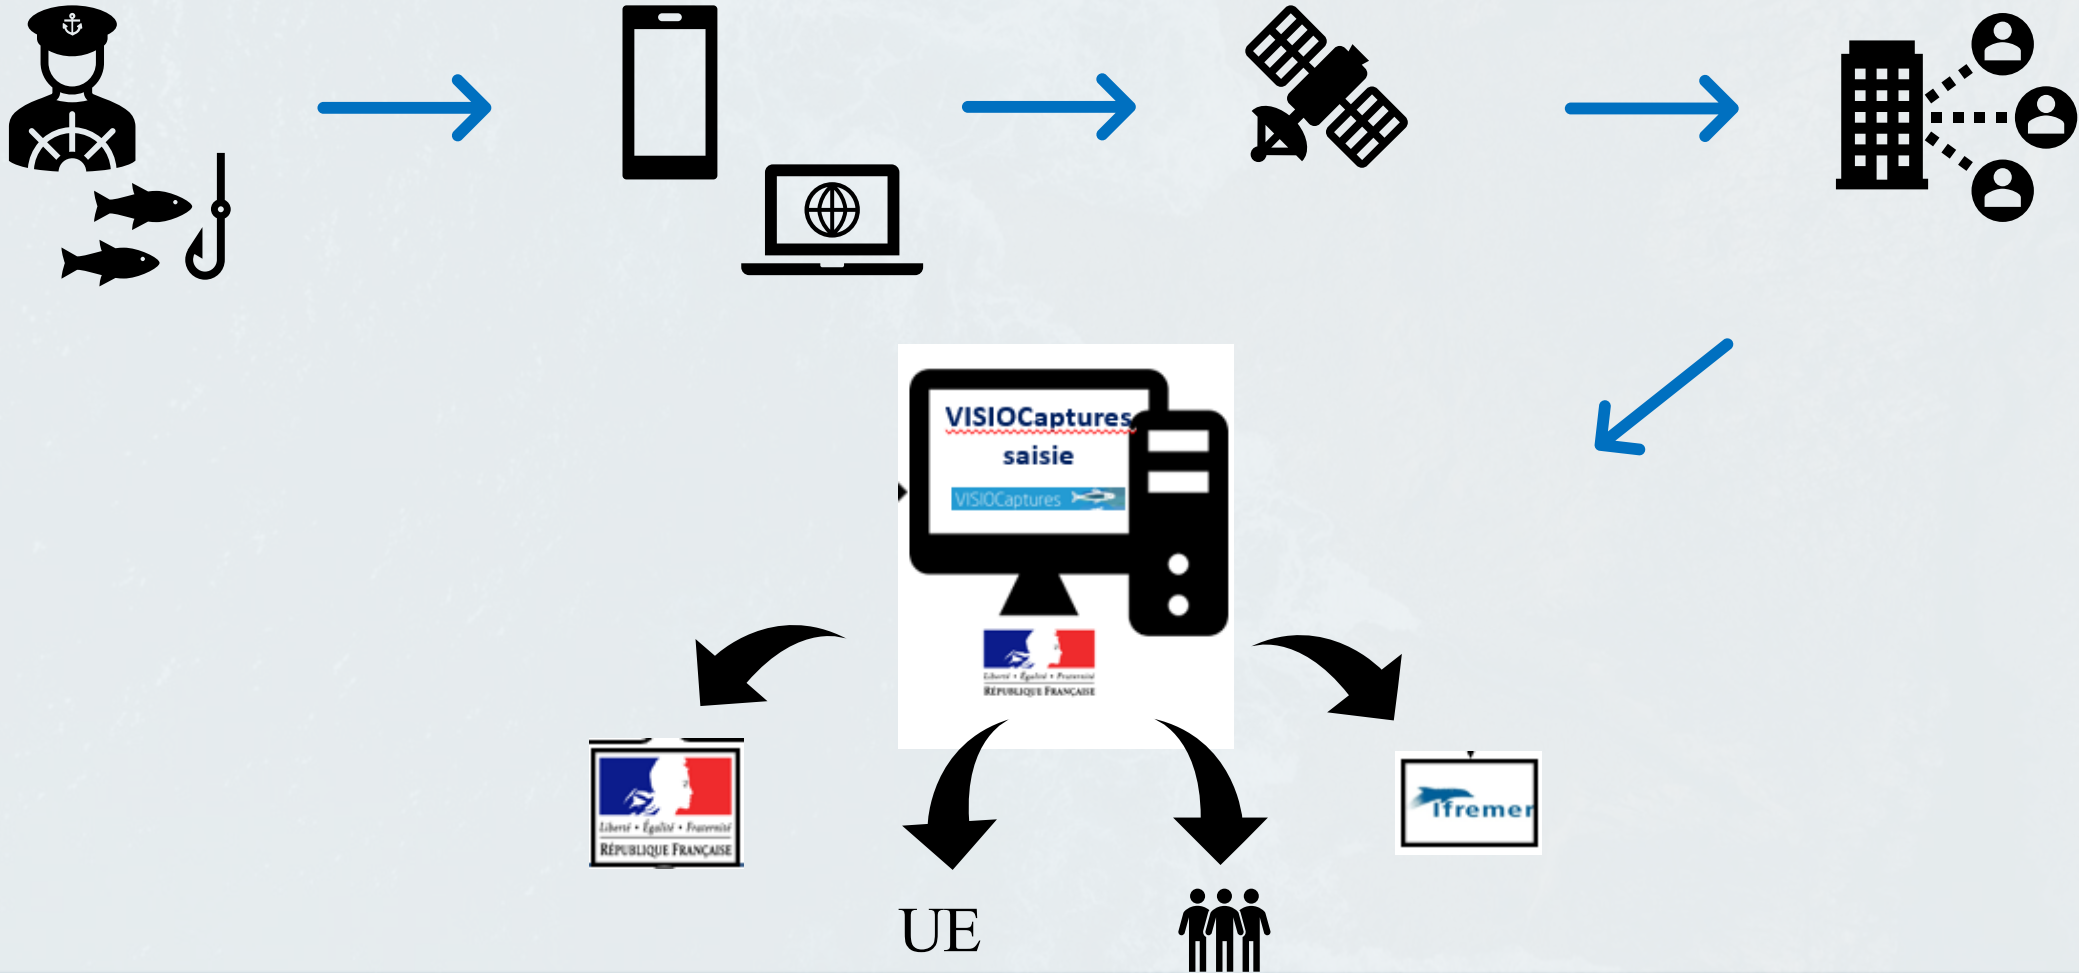 VISIOCaptures
saisie
VISIOCaptures
Liberté • Égalité • Fraternité
RÉPUBLIQUE FRANÇAISE
Liberté • Égalité • Fraternité
RÉPUBLIQUE FRANÇAISE
Ifremer
UE